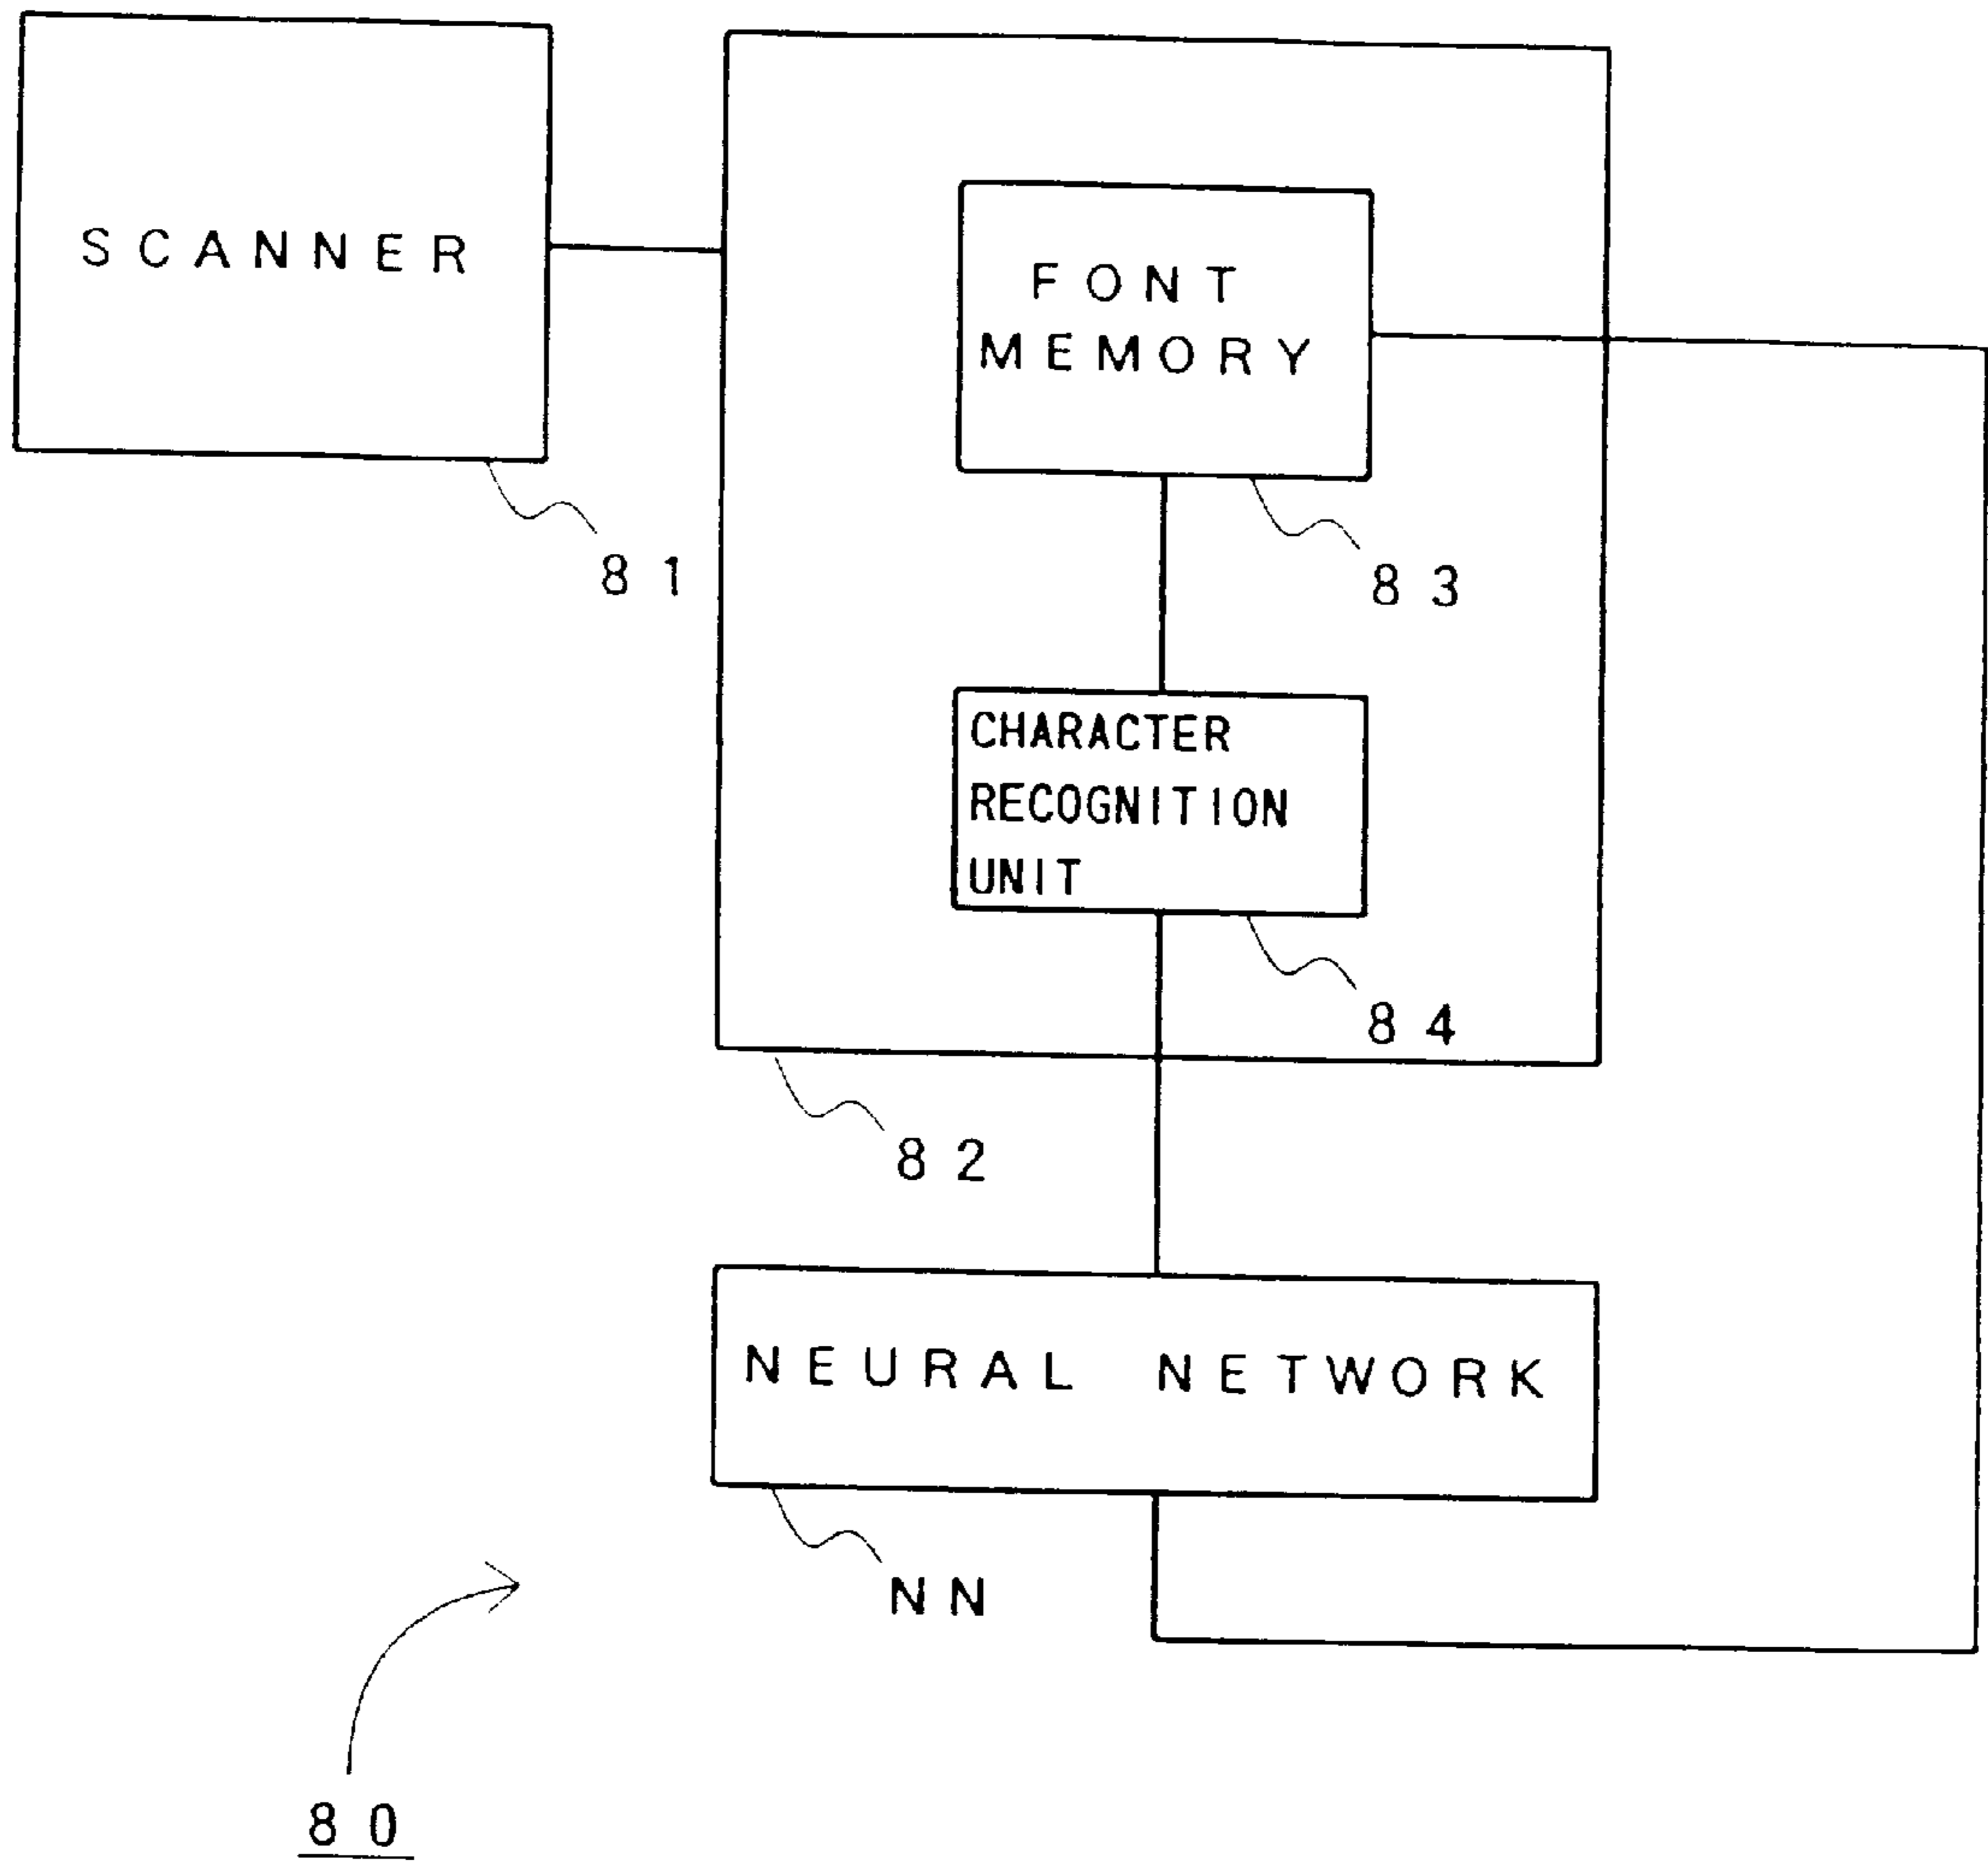 SCANNER
81
FONT
MEMORY
83
CHARACTER
RECOGNITION
UNIT
84
82
NEURAL NETWORK
NN
80